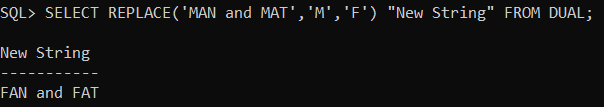 SQL> SELECT REPLACE('MAN and MAT','M','F') "New String" FROM DUAL;
New String
-----------
FAN and FAT